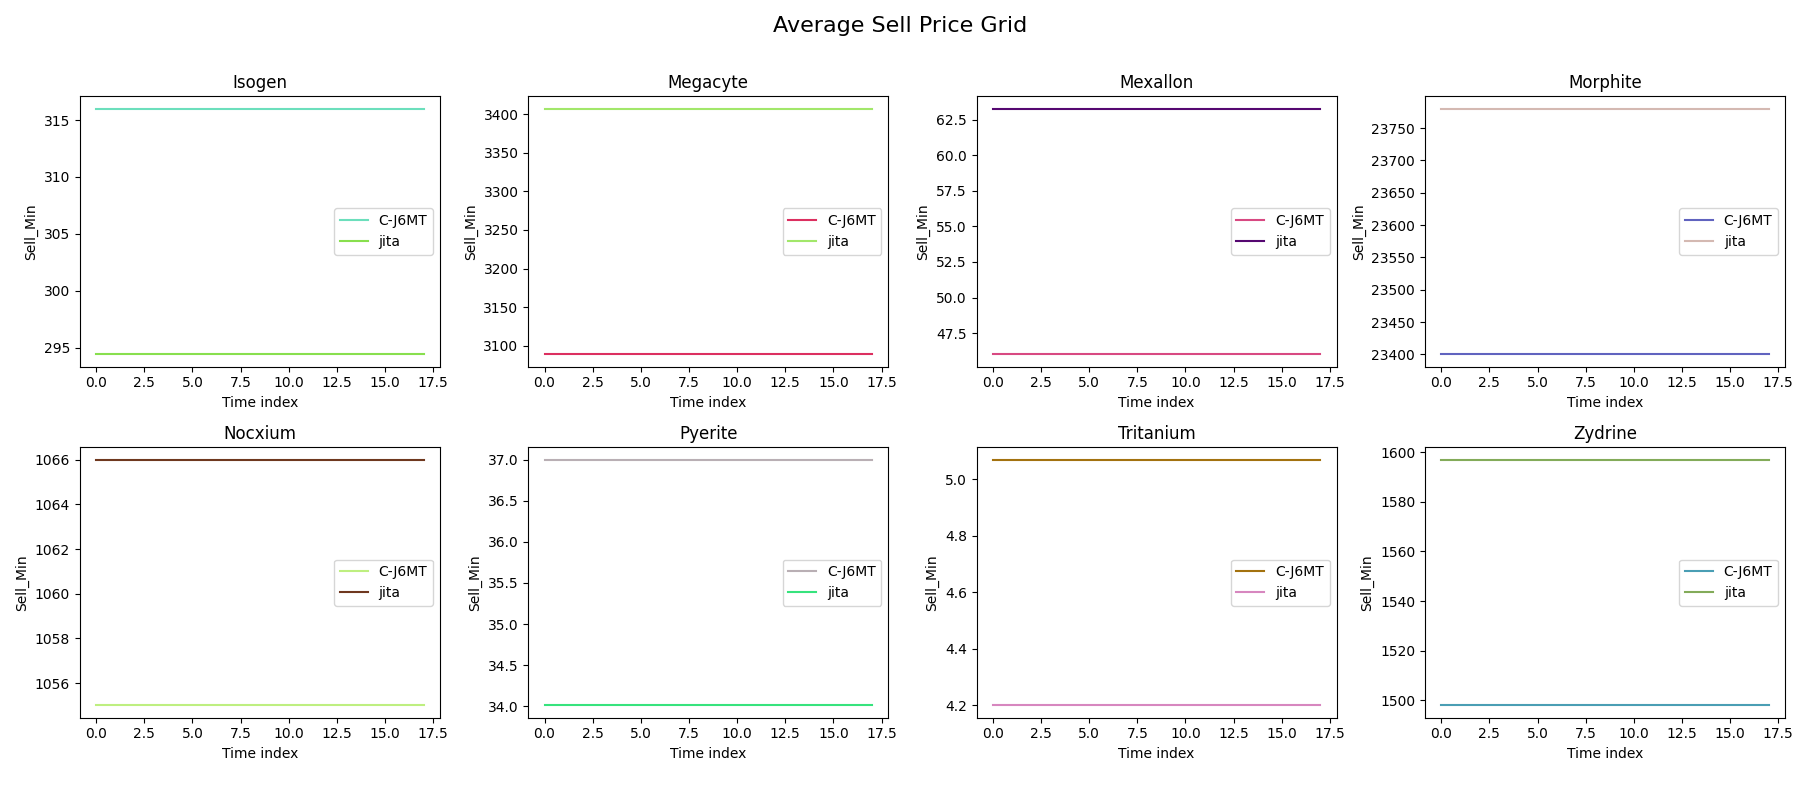 Average Sell Price Grid
Isogen
Sell_Min
315
310
305
300
295
C-J6MT
jita
0.0 2.5 5.0 7.5 10.0 12.5 15.0 17.5
Time index
Megacyte
Sell_Min
3400
3350
3300
3250
3200
3150
3100
C-J6MT
jita
0.0 2.5 5.0 7.5 10.0 12.5 15.0 17.5
Time index
Mexallon
Sell_Min
62.5
60.0
57.5
55.0
52.5
50.0
47.5
C-J6MT
jita
0.0 2.5 5.0 7.5 10.0 12.5 15.0 17.5
Time index
Morphite
Sell_Min
23750
23700
23650
23600
23550
23500
23450
23400
C-J6MT
jita
0.0 2.5 5.0 7.5 10.0 12.5 15.0 17.5
Time index
Nocxium
Sell_Min
1066
1064
1062
1060
1058
1056
C-J6MT
jita
0.0 2.5 5.0 7.5 10.0 12.5 15.0 17.5
Time index
Pyerite
Sell_Min
37.0
36.5
36.0
35.5
35.0
34.5
34.0
C-J6MT
jita
0.0 2.5 5.0 7.5 10.0 12.5 15.0 17.5
Time index
Tritanium
Sell_Min
5.0
4.8
4.6
4.4
4.2
C-J6MT
jita
0.0 2.5 5.0 7.5 10.0 12.5 15.0 17.5
Time index
Zydrine
Sell_Min
1600
1580
1560
1540
1520
1500
C-J6MT
jita
0.0 2.5 5.0 7.5 10.0 12.5 15.0 17.5
Time index